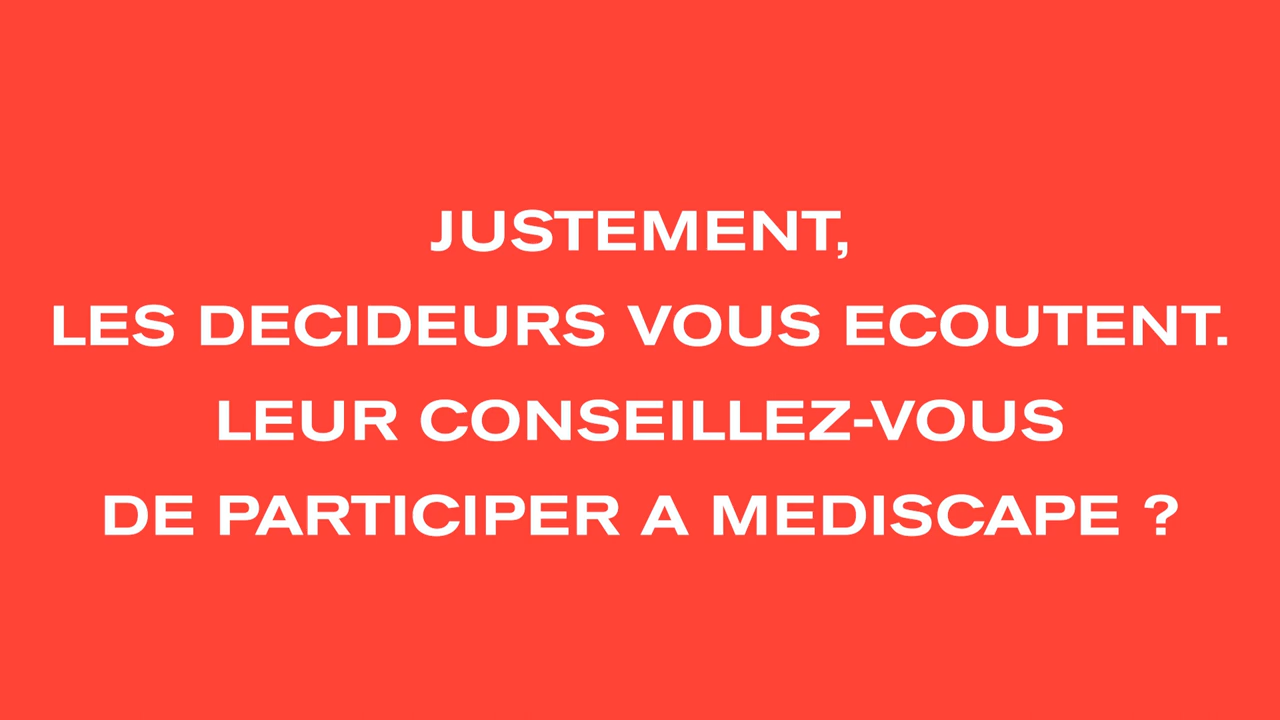 JUSTEMENT,
LES DECIDEURS VOUS ECOUTENT.
LEUR CONSEILLEZ-VOUS
DE PARTICIPER A MEDISCAPE ?